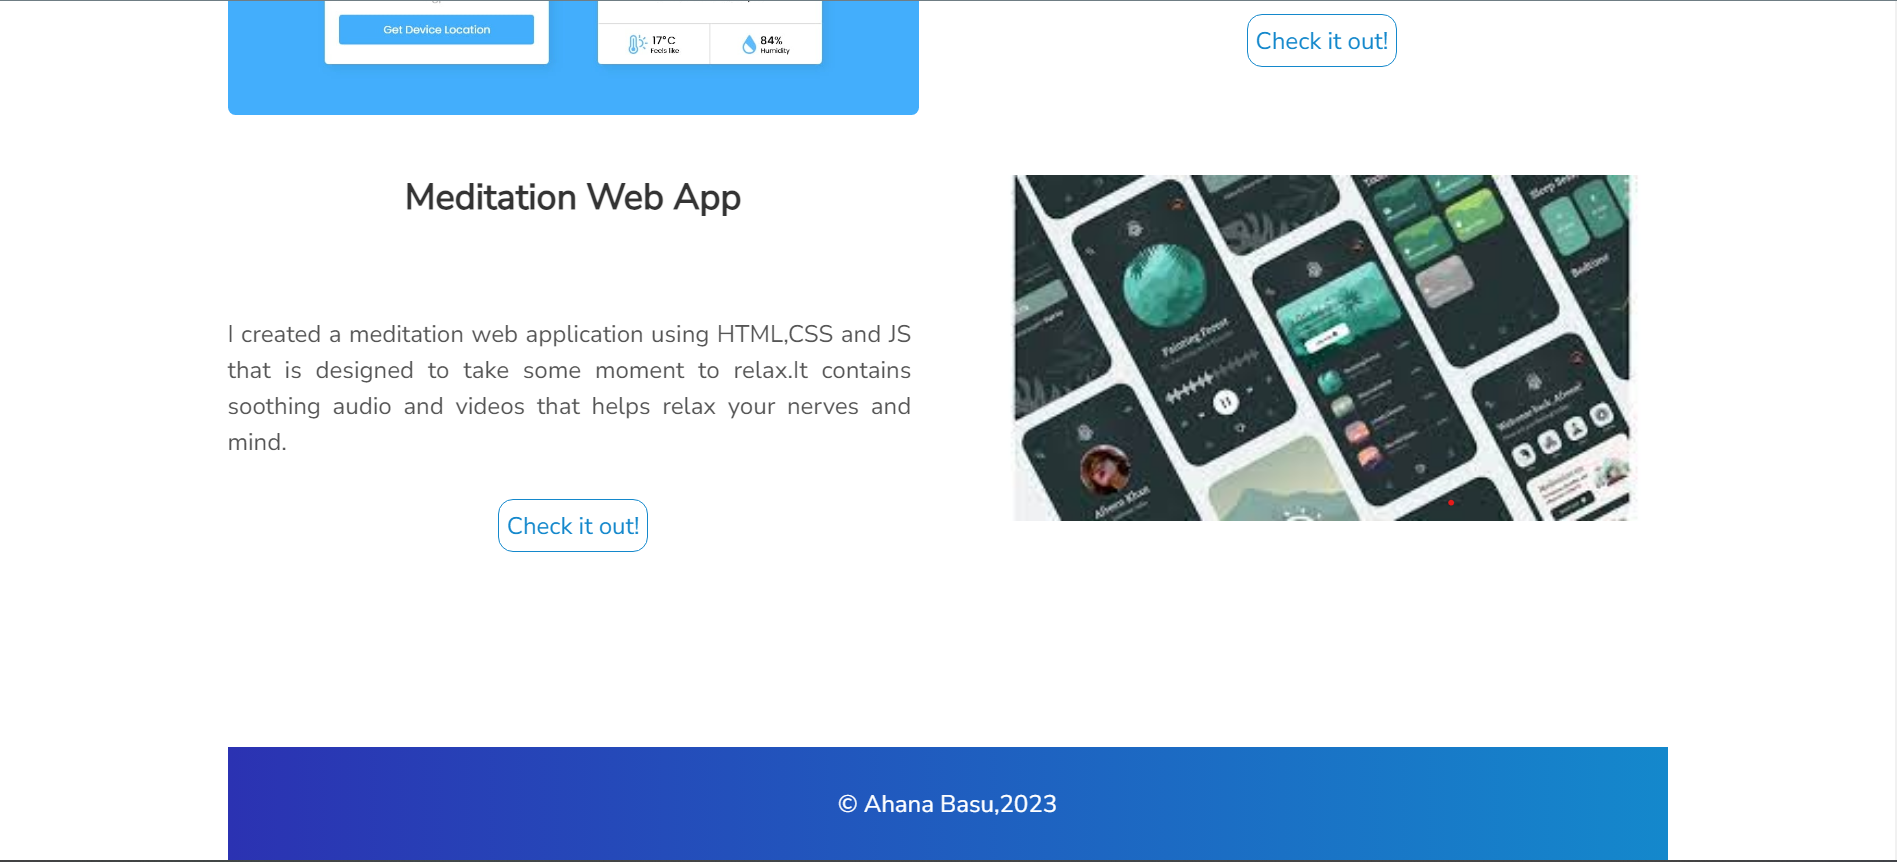 Get Device Location
17°C
Feels like
84%
Humidity
Check it out!
Meditation Web App
I created a meditation web application using HTML,CSS and JS
that is designed to take some moment to relax.It contains
soothing audio and videos that helps relax your nerves and
mind.
Check it out!
Painting Forest
Afreen Khan
Sleep
Bedtime
Welcome back, Afreen!
© Ahana Basu,2023